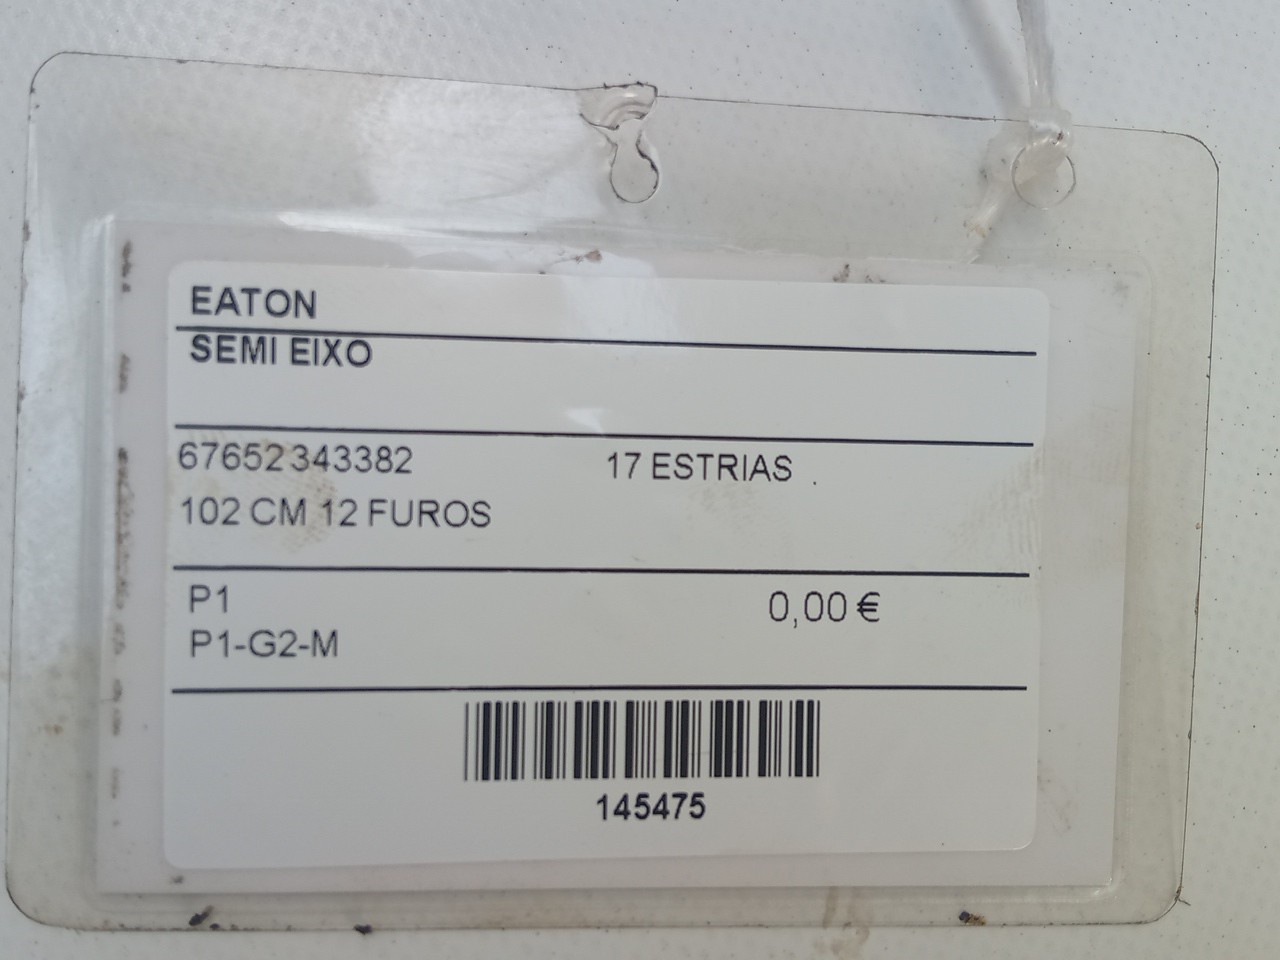 EATON
SEMI EIXO
67652 343382 17 ESTRIAS .
102 CM 12 FUROS
P1 0,00 €
P1-G2-M
145475